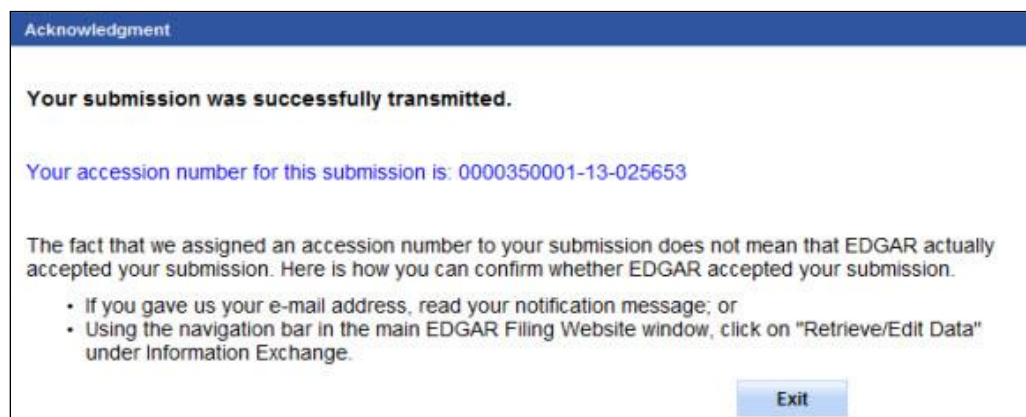 Acknowledgment
Your submission was successfully transmitted.
Your accession number for this submission is: 0000350001-13-025653
The fact that we assigned an accession number to your submission does not mean that EDGAR actually
accepted your submission. Here is how you can confirm whether EDGAR accepted your submission.
• If you gave us your e-mail address, read your notification message; or
• Using the navigation bar in the main EDGAR Filing Website window, click on "Retrieve/Edit Data"
under Information Exchange.
Exit